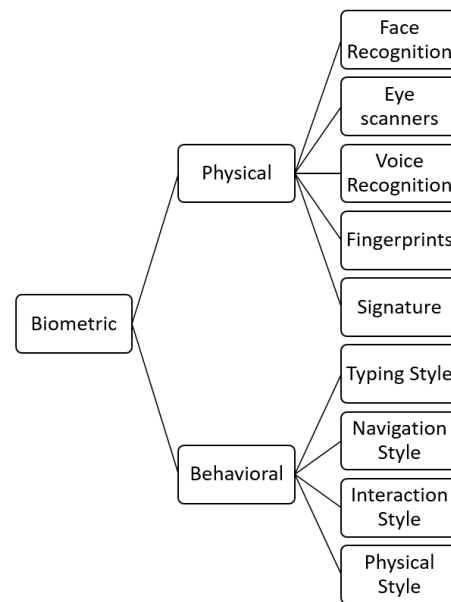 Face
Recognition
Eye
scanners
Physical
Voice
Recognition
Fingerprints
Signature
Biometric
Typing Style
Navigation
Style
Behavioral
Interaction
Style
Physical
Style